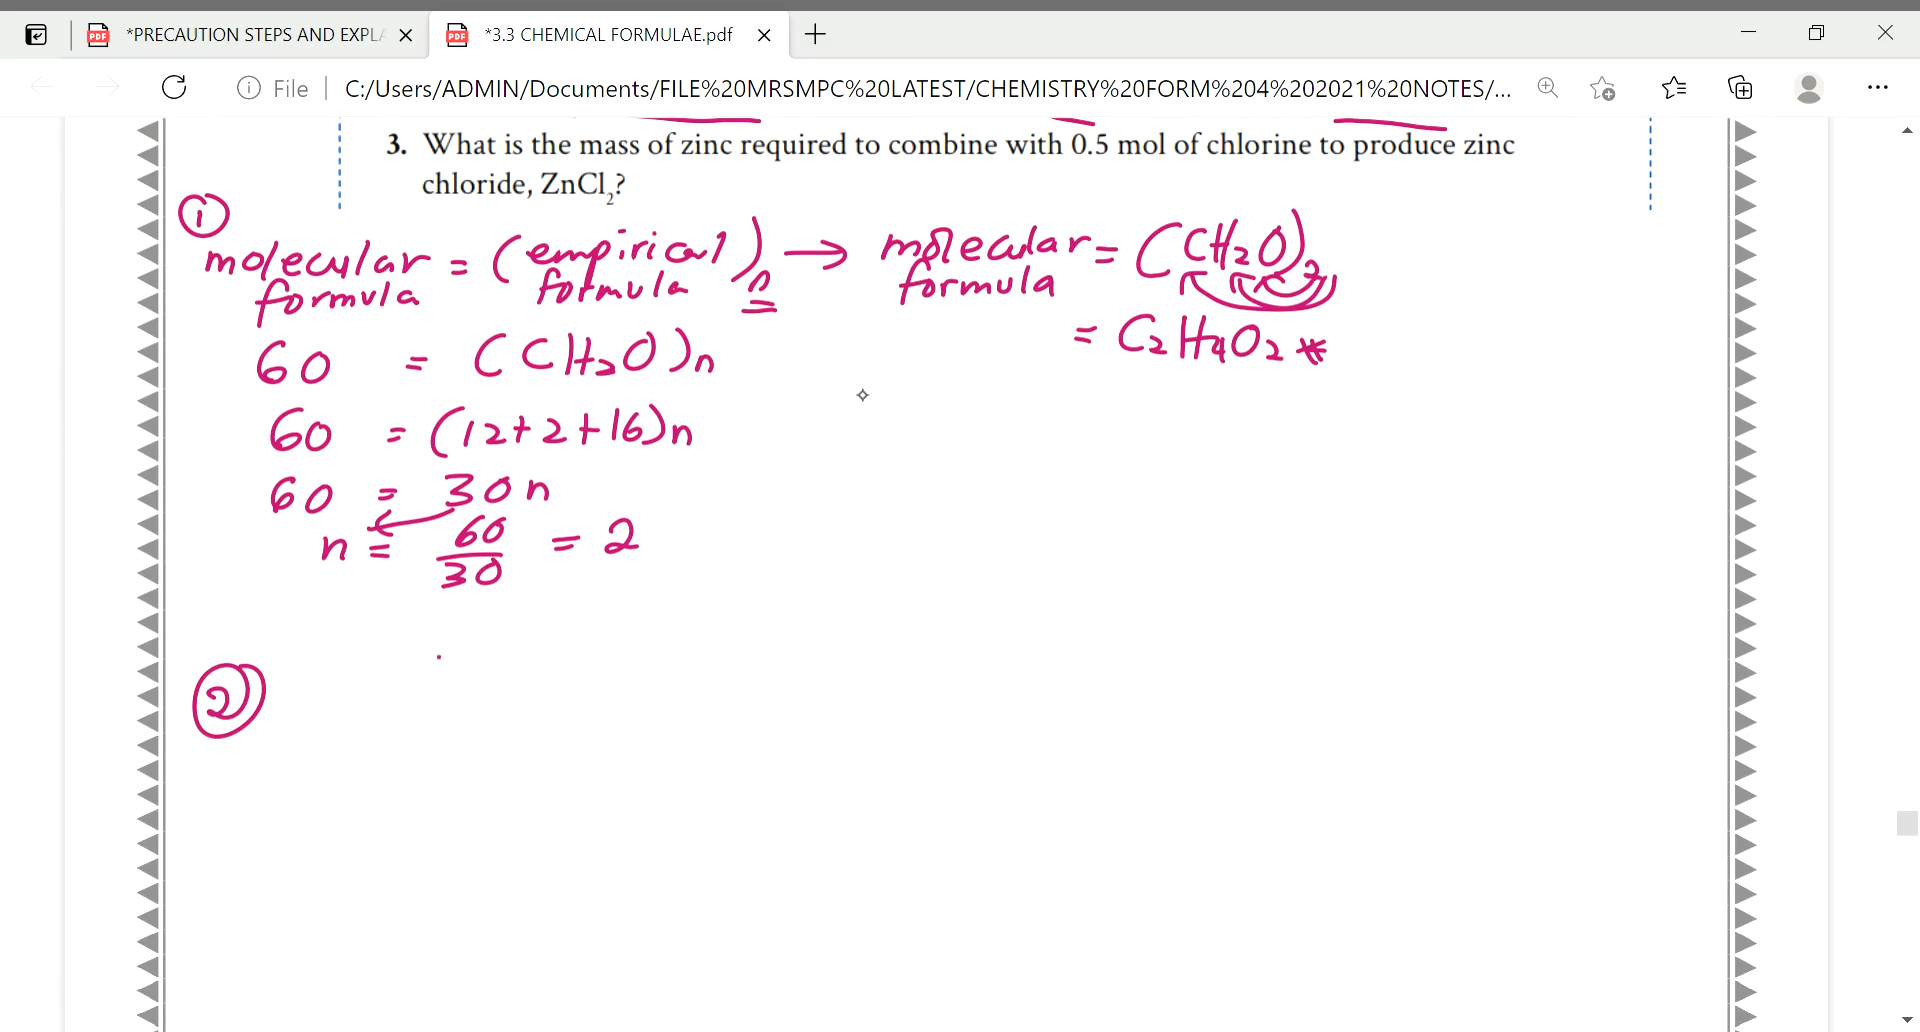 *PRECAUTION STEPS AND EXPLA
*3.3 CHEMICAL FORMULAE.pdf
File | C:/Users/ADMIN/Documents/FILE%20MRSMPC%20LATEST/CHEMISTRY%20FORM%204%202021%20NOTES/...
3. What is the mass of zinc required to combine with 0.5 mol of chlorine to produce zinc
chloride, ZnCl₂?
①
molecular formula = (empirical formula)n → molecular formula = (CH₂O)₂
= C₂H₄O₂ *
60 = (CH₂O)n
60 = (12+2+16)n
60 = 30n
n = 60/30 = 2
②